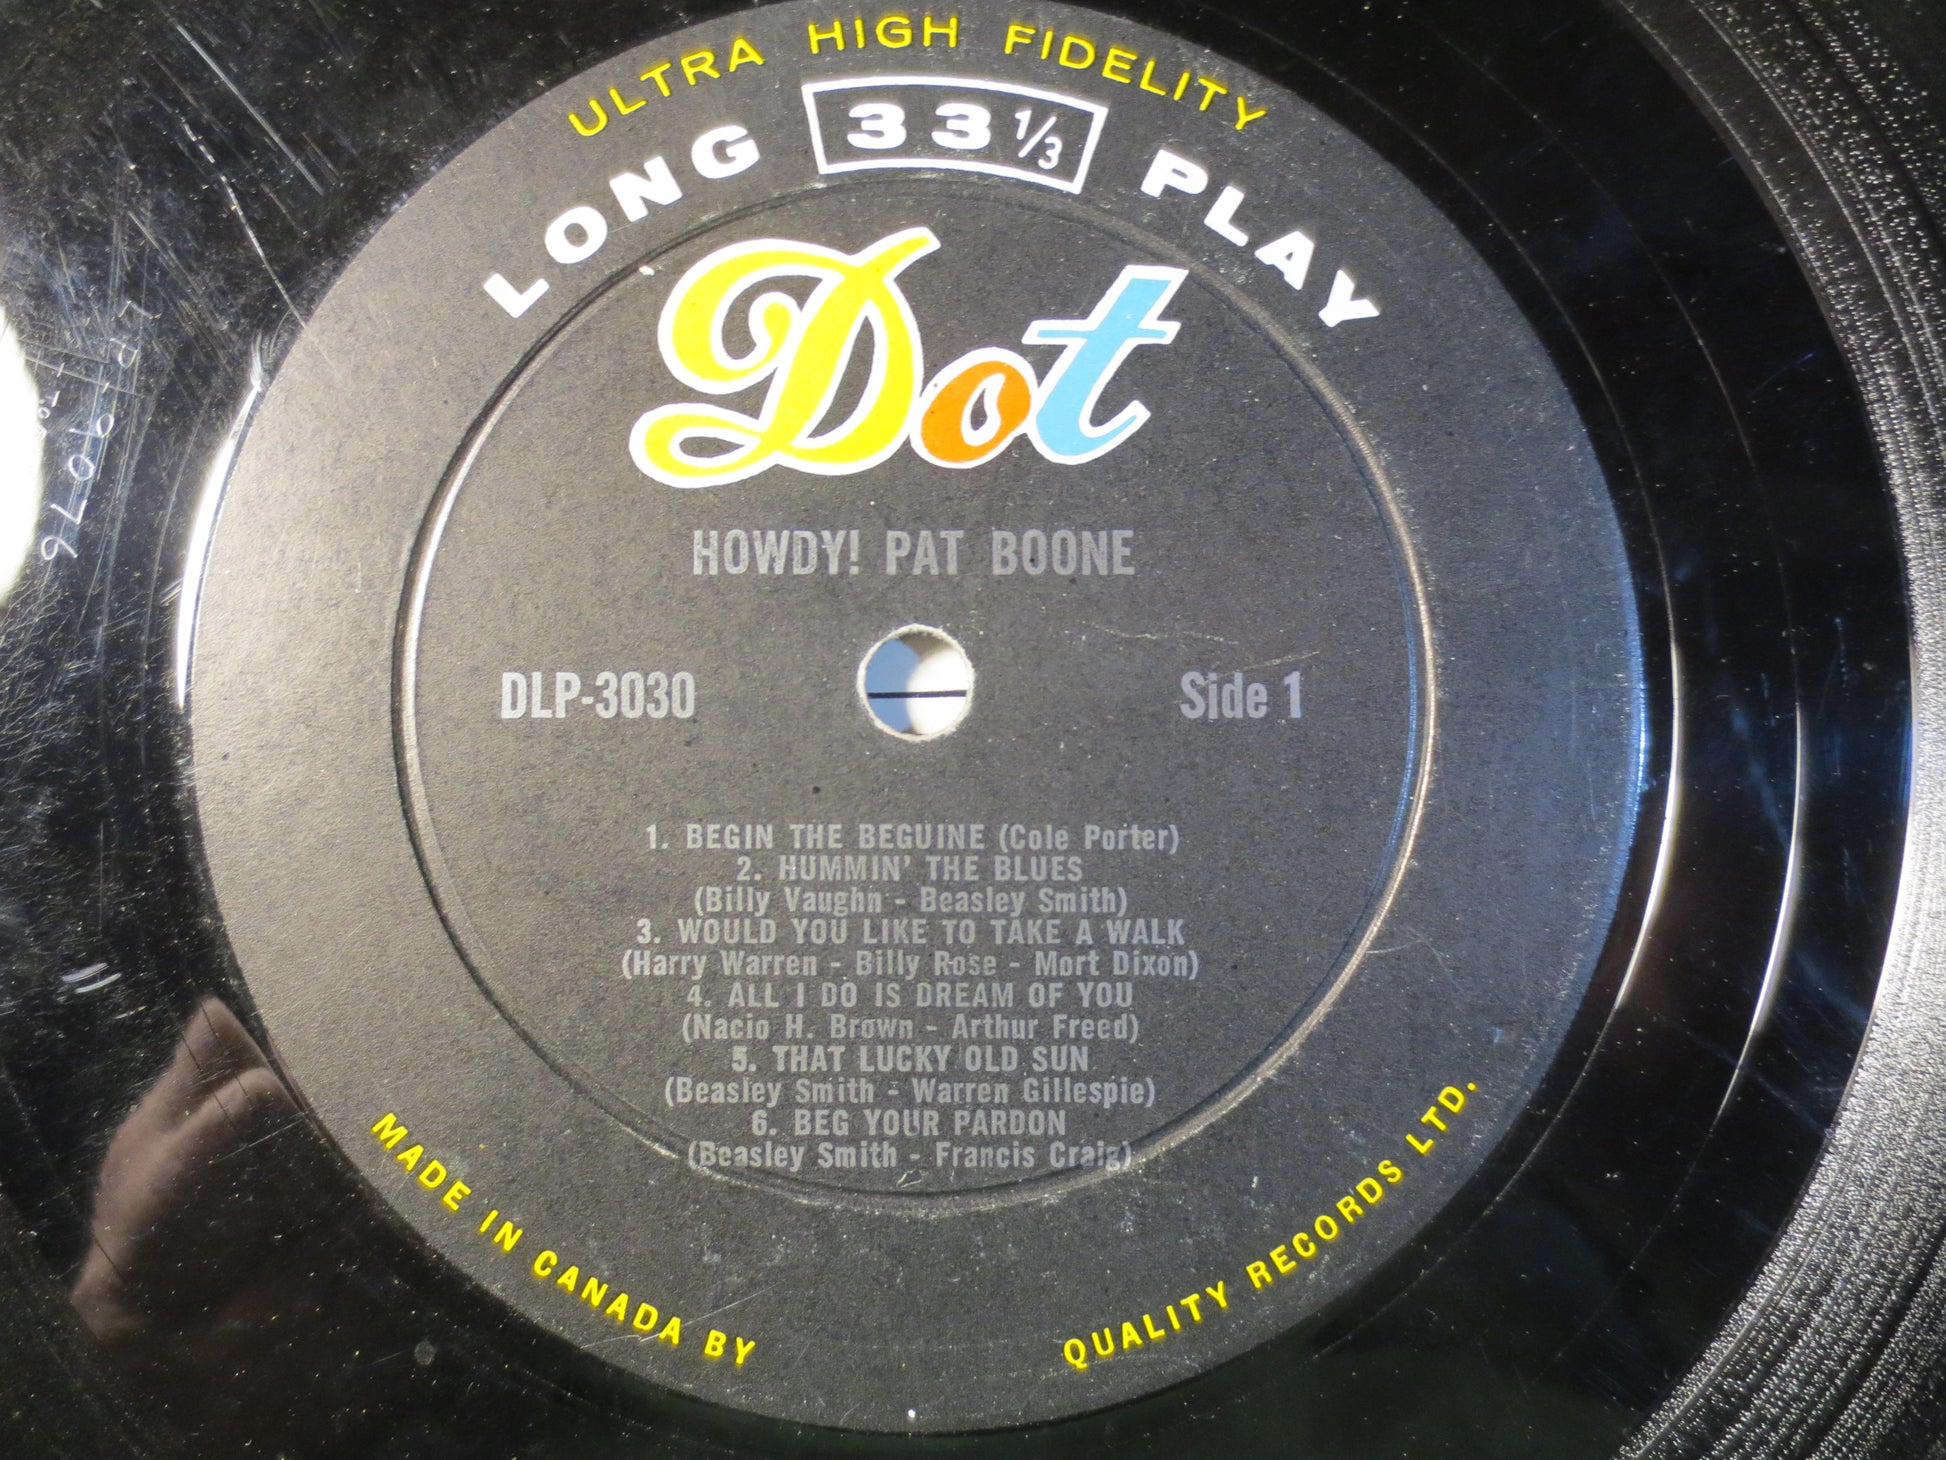 ULTRA HIGH FIDELITY
LONG 33 1/3 PLAY
Dot
HOWDY! PAT BOONE
DLP-3030 Side 1
1. BEGIN THE BEGUINE (Cole Porter)
2. HUMMIN' THE BLUES
(Billy Vaughn - Beasley Smith)
3. WOULD YOU LIKE TO TAKE A WALK
(Harry Warren - Billy Rose - Mort Dixon)
4. ALL I DO IS DREAM OF YOU
(Nacio H. Brown - Arthur Freed)
5. THAT LUCKY OLD SUN
(Beasley Smith - Warren Gillespie)
6. BEG YOUR PARDON
(Beasley Smith - Francis Craig)
MADE IN CANADA BY QUALITY RECORDS LTD.